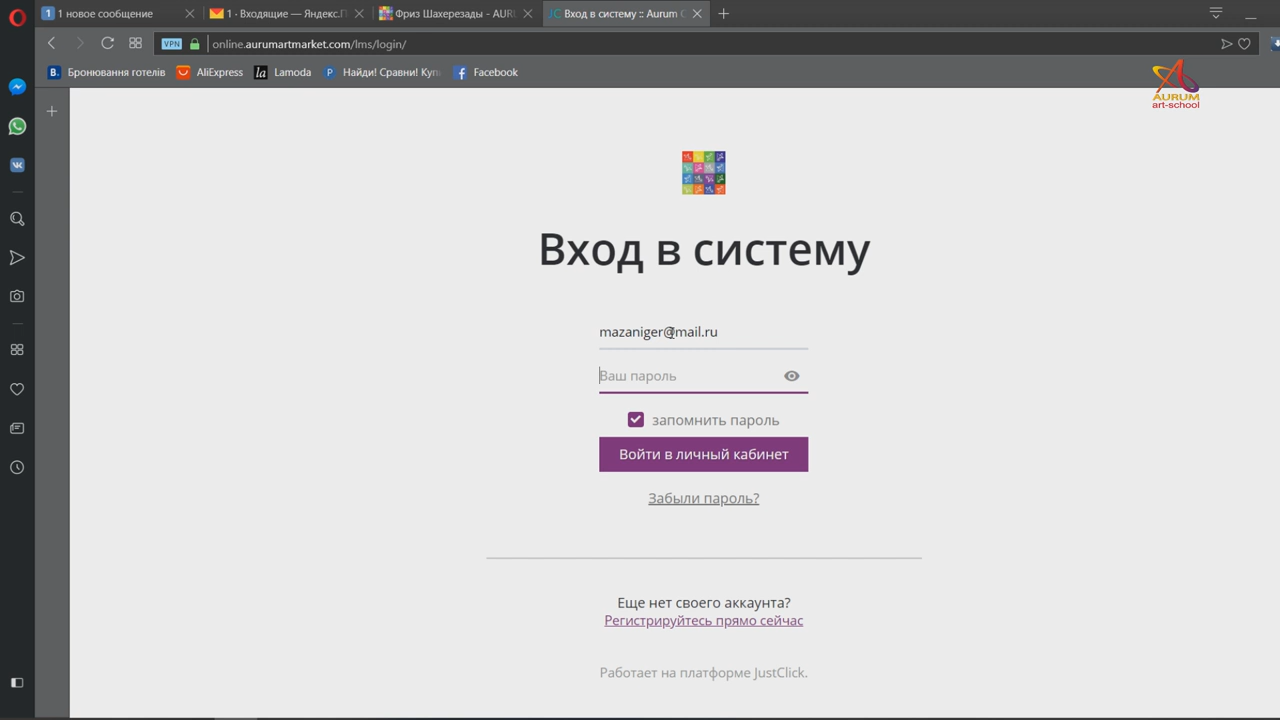 1 новое сообщение
1 · Входящие — Яндекс.П
Фриз Шахерезады - AUR
Вход в систему :: Aurum
VPN
online.aurumartmarket.com/lms/login/
B. Бронювання готелів
AliExpress
la Lamoda
P Найди! Сравни! Куп
Facebook
AURUM
art-school
Вход в систему
mazaniger@mail.ru
Ваш пароль
запомнить пароль
Войти в личный кабинет
Забыли пароль?
Еще нет своего аккаунта?
Регистрируйтесь прямо сейчас
Работает на платформе JustClick.